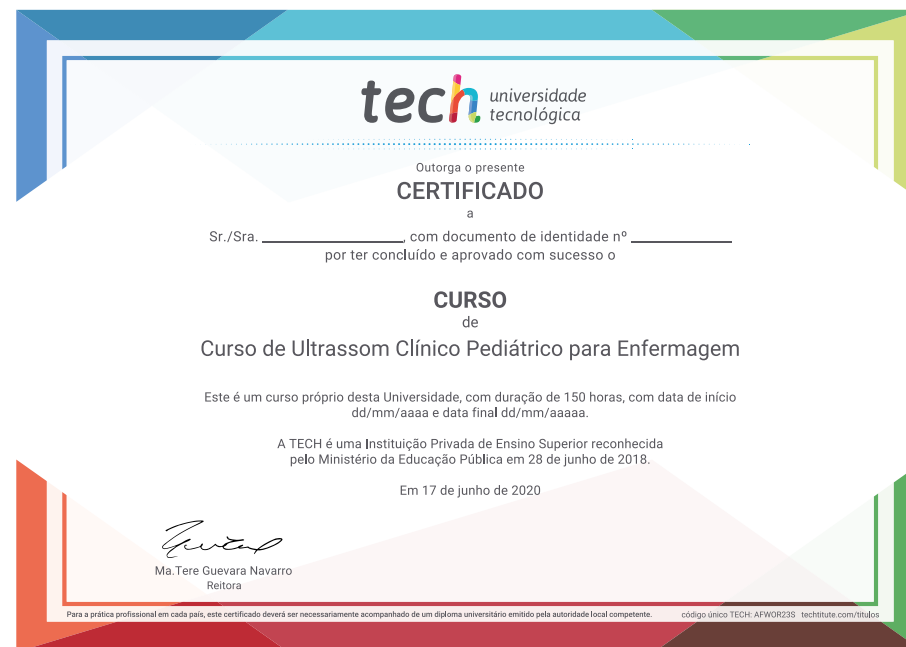 tech universidade
tecnológica
Outorga o presente
CERTIFICADO
a
Sr./Sra. ________________, com documento de identidade nº ____________
por ter concluído e aprovado com sucesso o
CURSO
de
Curso de Ultrassom Clínico Pediátrico para Enfermagem
Este é um curso próprio desta Universidade, com duração de 150 horas, com data de início
dd/mm/aaaa e data final dd/mm/aaaaa.
A TECH é uma Instituição Privada de Ensino Superior reconhecida
pelo Ministério da Educação Pública em 28 de junho de 2018.
Em 17 de junho de 2020
Ma.Tere Guevara Navarro
Reitora
Para a prática profissional em cada país, este certificado deverá ser necessariamente acompanhado de um diploma universitário emitido pela autoridade local competente. código único TECH: AFWOR23S techtitute.com/titulos